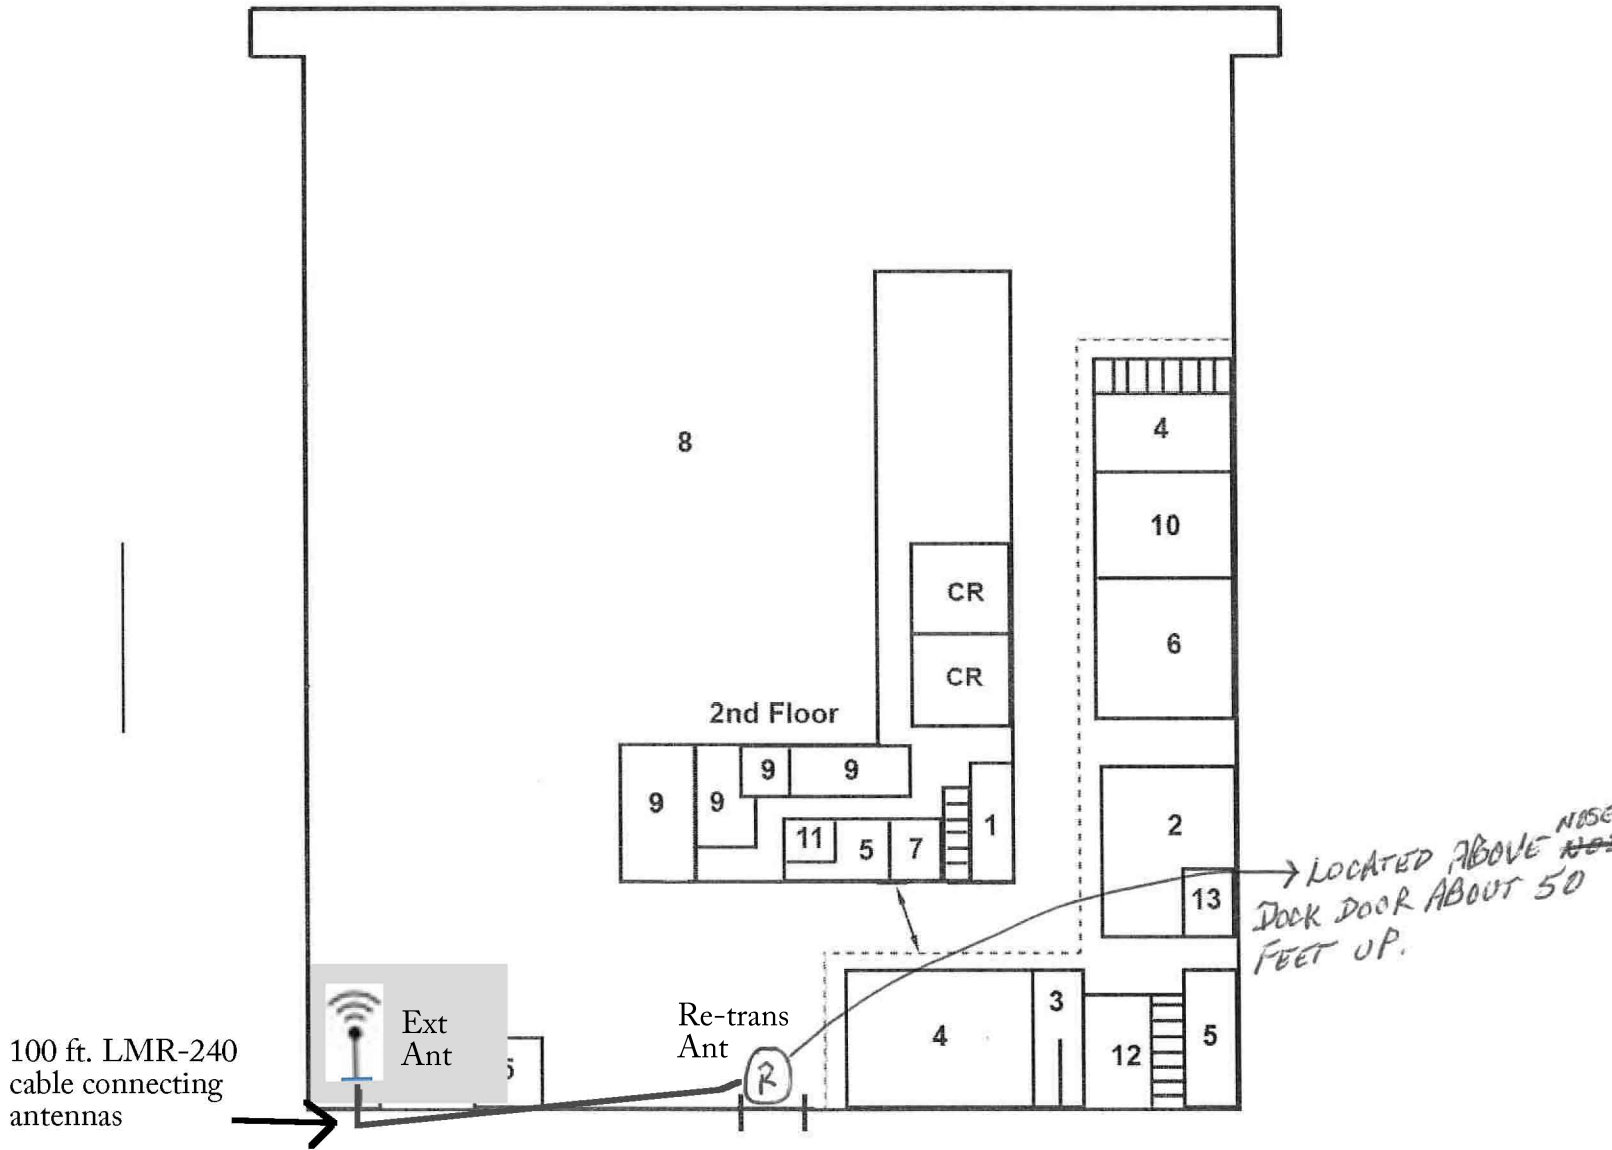 8
4
10
CR
6
CR
2nd Floor
9
9
9
9
11
5
7
1
2
13
LOCATED ABOVE NOSE
DOCK DOOR ABOUT 50
FEET UP.
Ext
Ant
Re-trans
Ant
R
4
3
12
5
100 ft. LMR-240
cable connecting
antennas